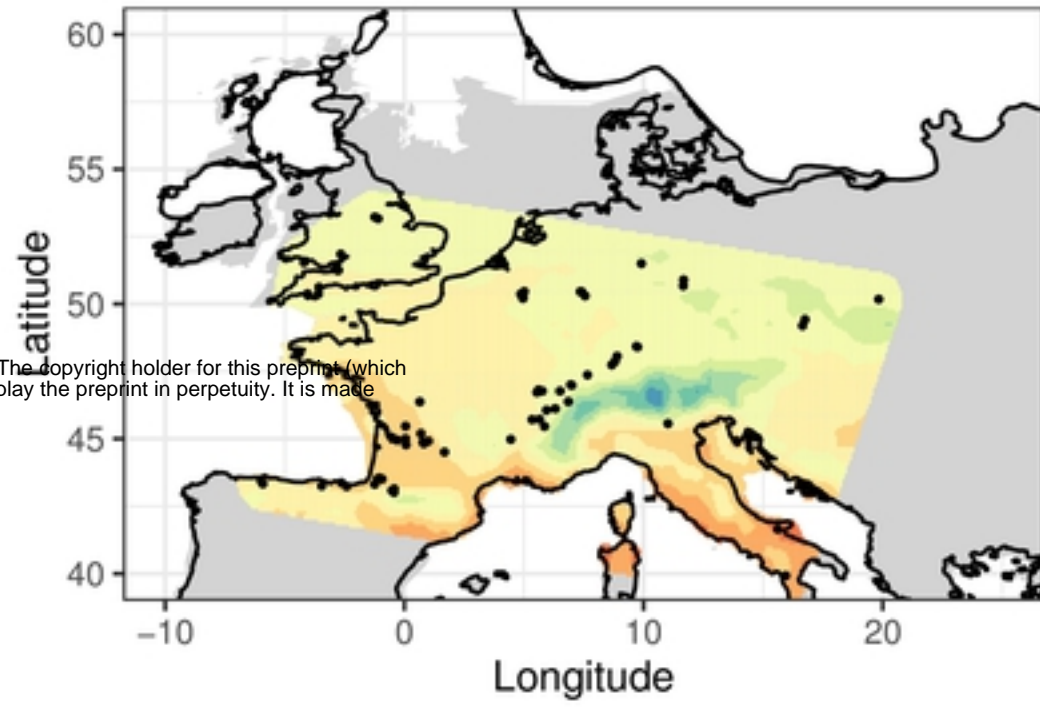 60
55
50
45
40
Latitude
The copyright holder for this preprint (which
play the preprint in perpetuity. It is made
−10 0 10 20
Longitude